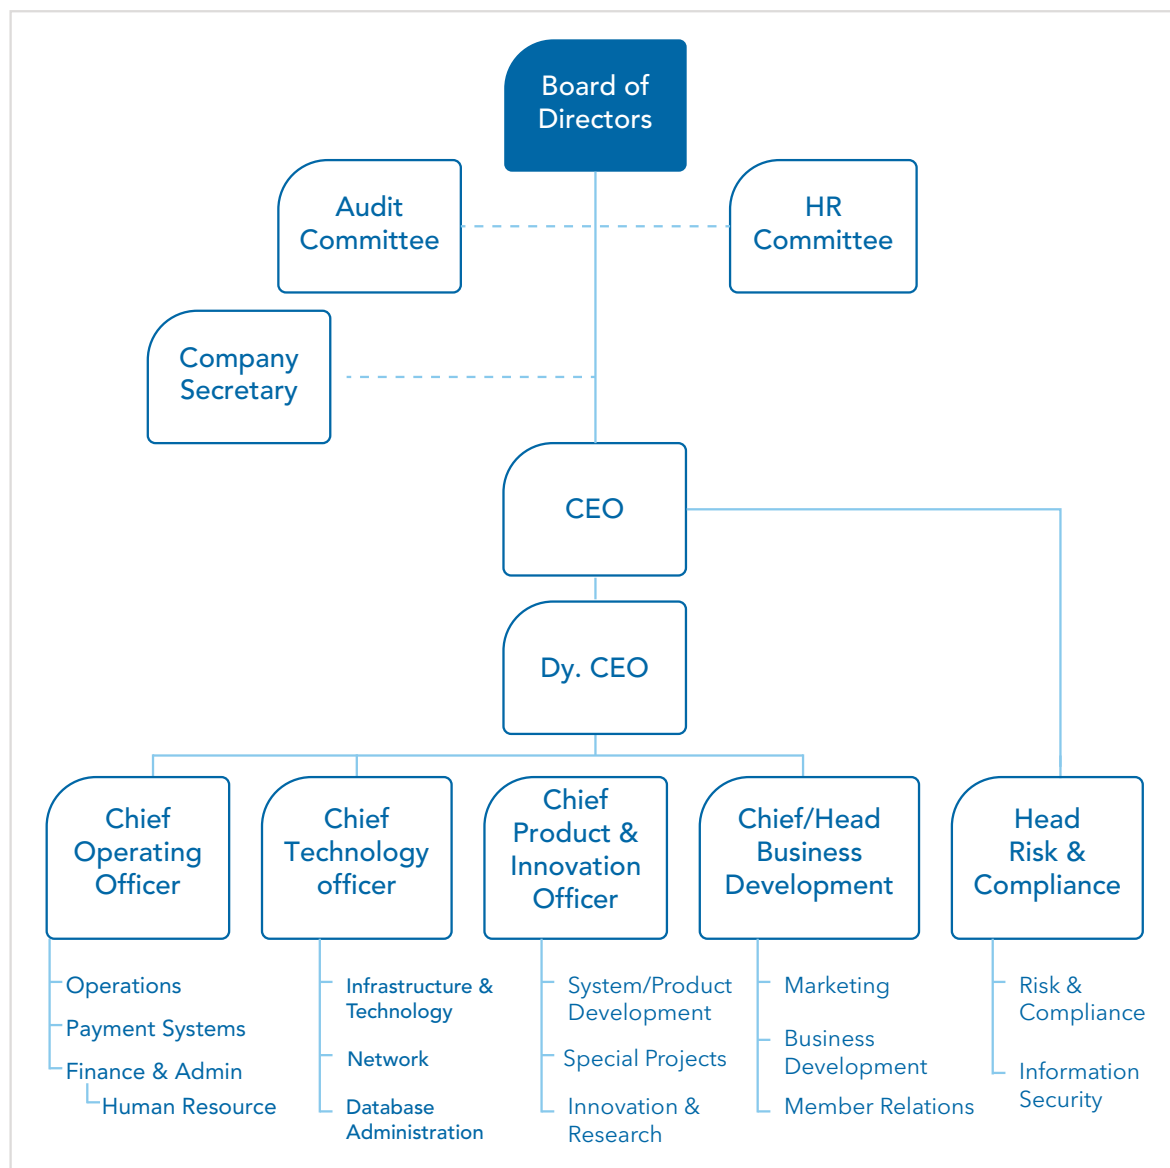 Board of
Directors
Audit
Committee
HR
Committee
Company
Secretary
CEO
Dy. CEO
Chief
Operating
Officer
Chief
Technology
officer
Chief
Product &
Innovation
Officer
Chief/Head
Business
Development
Head
Risk &
Compliance
Operations
Payment Systems
Finance & Admin
Human Resource
Infrastructure &
Technology
Network
Database
Administration
System/Product
Development
Special Projects
Innovation &
Research
Marketing
Business
Development
Member Relations
Risk &
Compliance
Information
Security